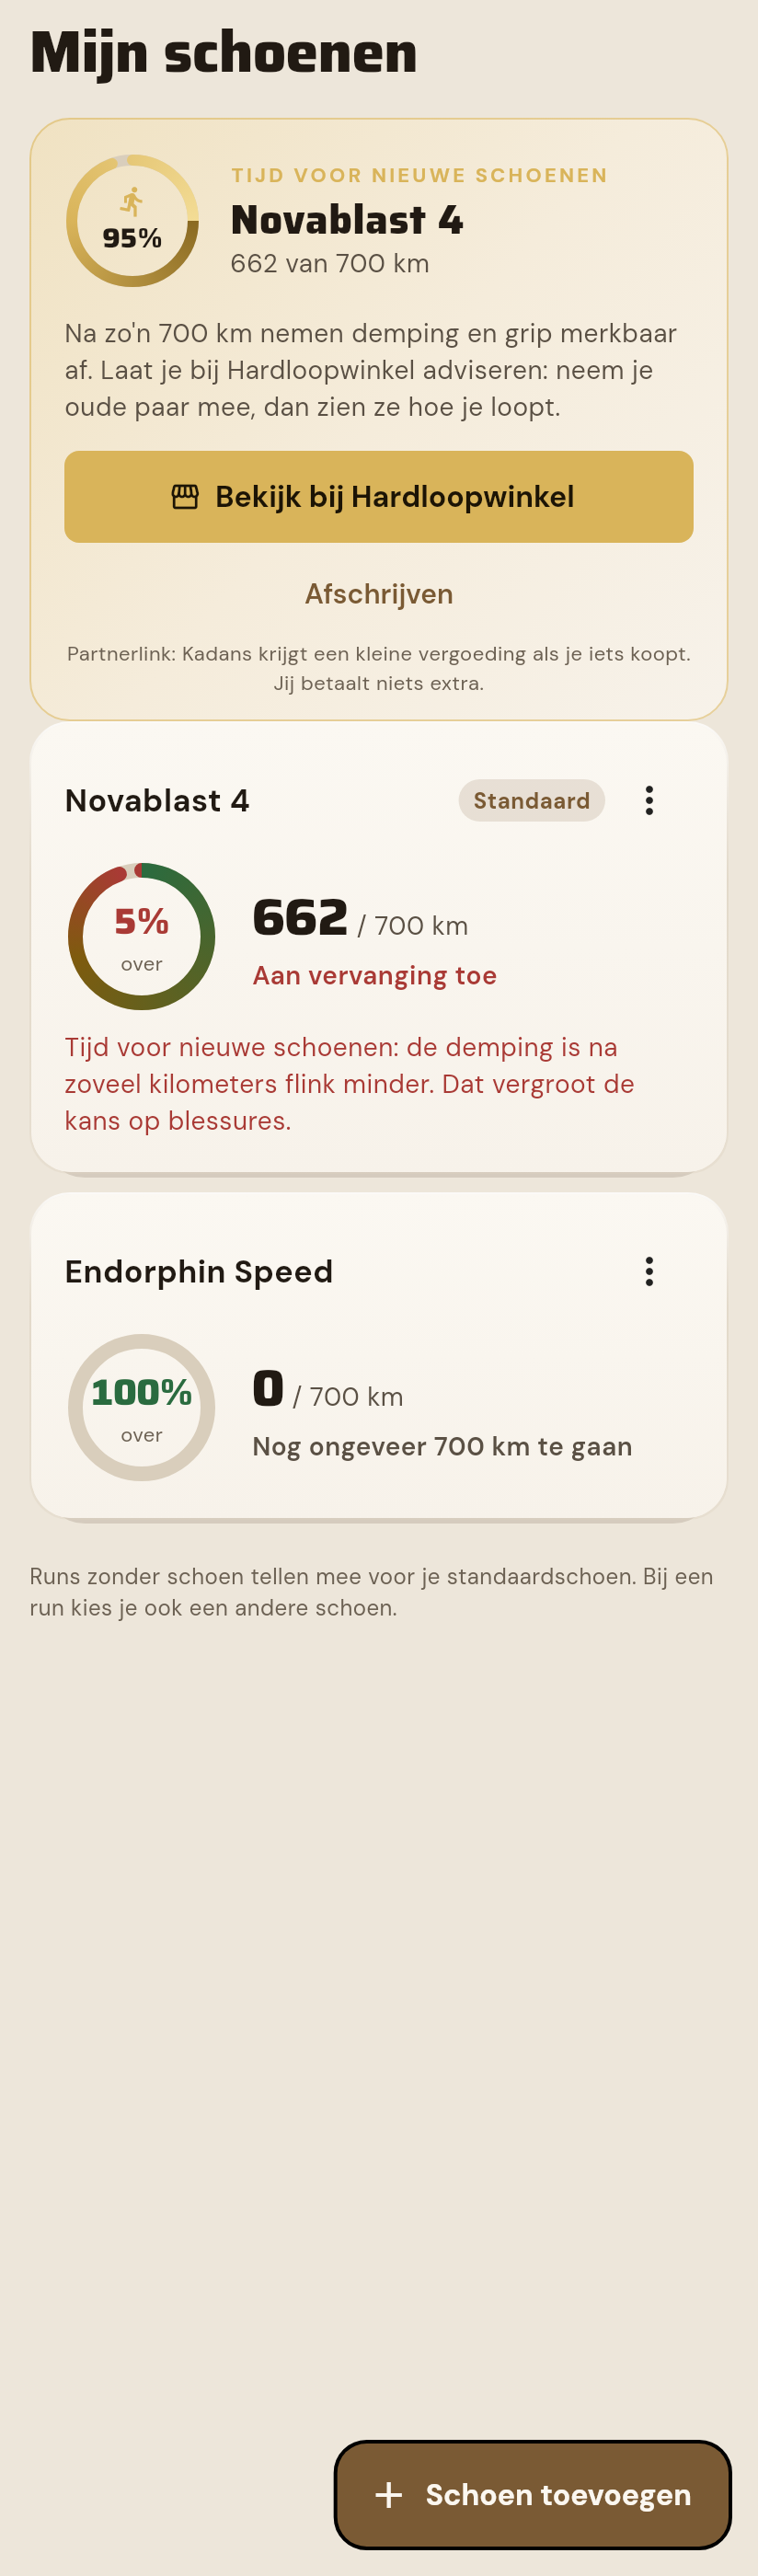 Mijn schoenen
TIJD VOOR NIEUWE SCHOENEN
95%
Novablast 4
662 van 700 km
Na zo'n 700 km nemen demping en grip merkbaar
af. Laat je bij Hardloopwinkel adviseren: neem je
oude paar mee, dan zien ze hoe je loopt.
Bekijk bij Hardloopwinkel
Afschrijven
Partnerlink: Kadans krijgt een kleine vergoeding als je iets koopt.
Jij betaalt niets extra.
Novablast 4
Standaard
5%
over
662 / 700 km
Aan vervanging toe
Tijd voor nieuwe schoenen: de demping is na
zoveel kilometers flink minder. Dat vergroot de
kans op blessures.
Endorphin Speed
100%
over
0 / 700 km
Nog ongeveer 700 km te gaan
Runs zonder schoen tellen mee voor je standaardschoen. Bij een
run kies je ook een andere schoen.
+ Schoen toevoegen